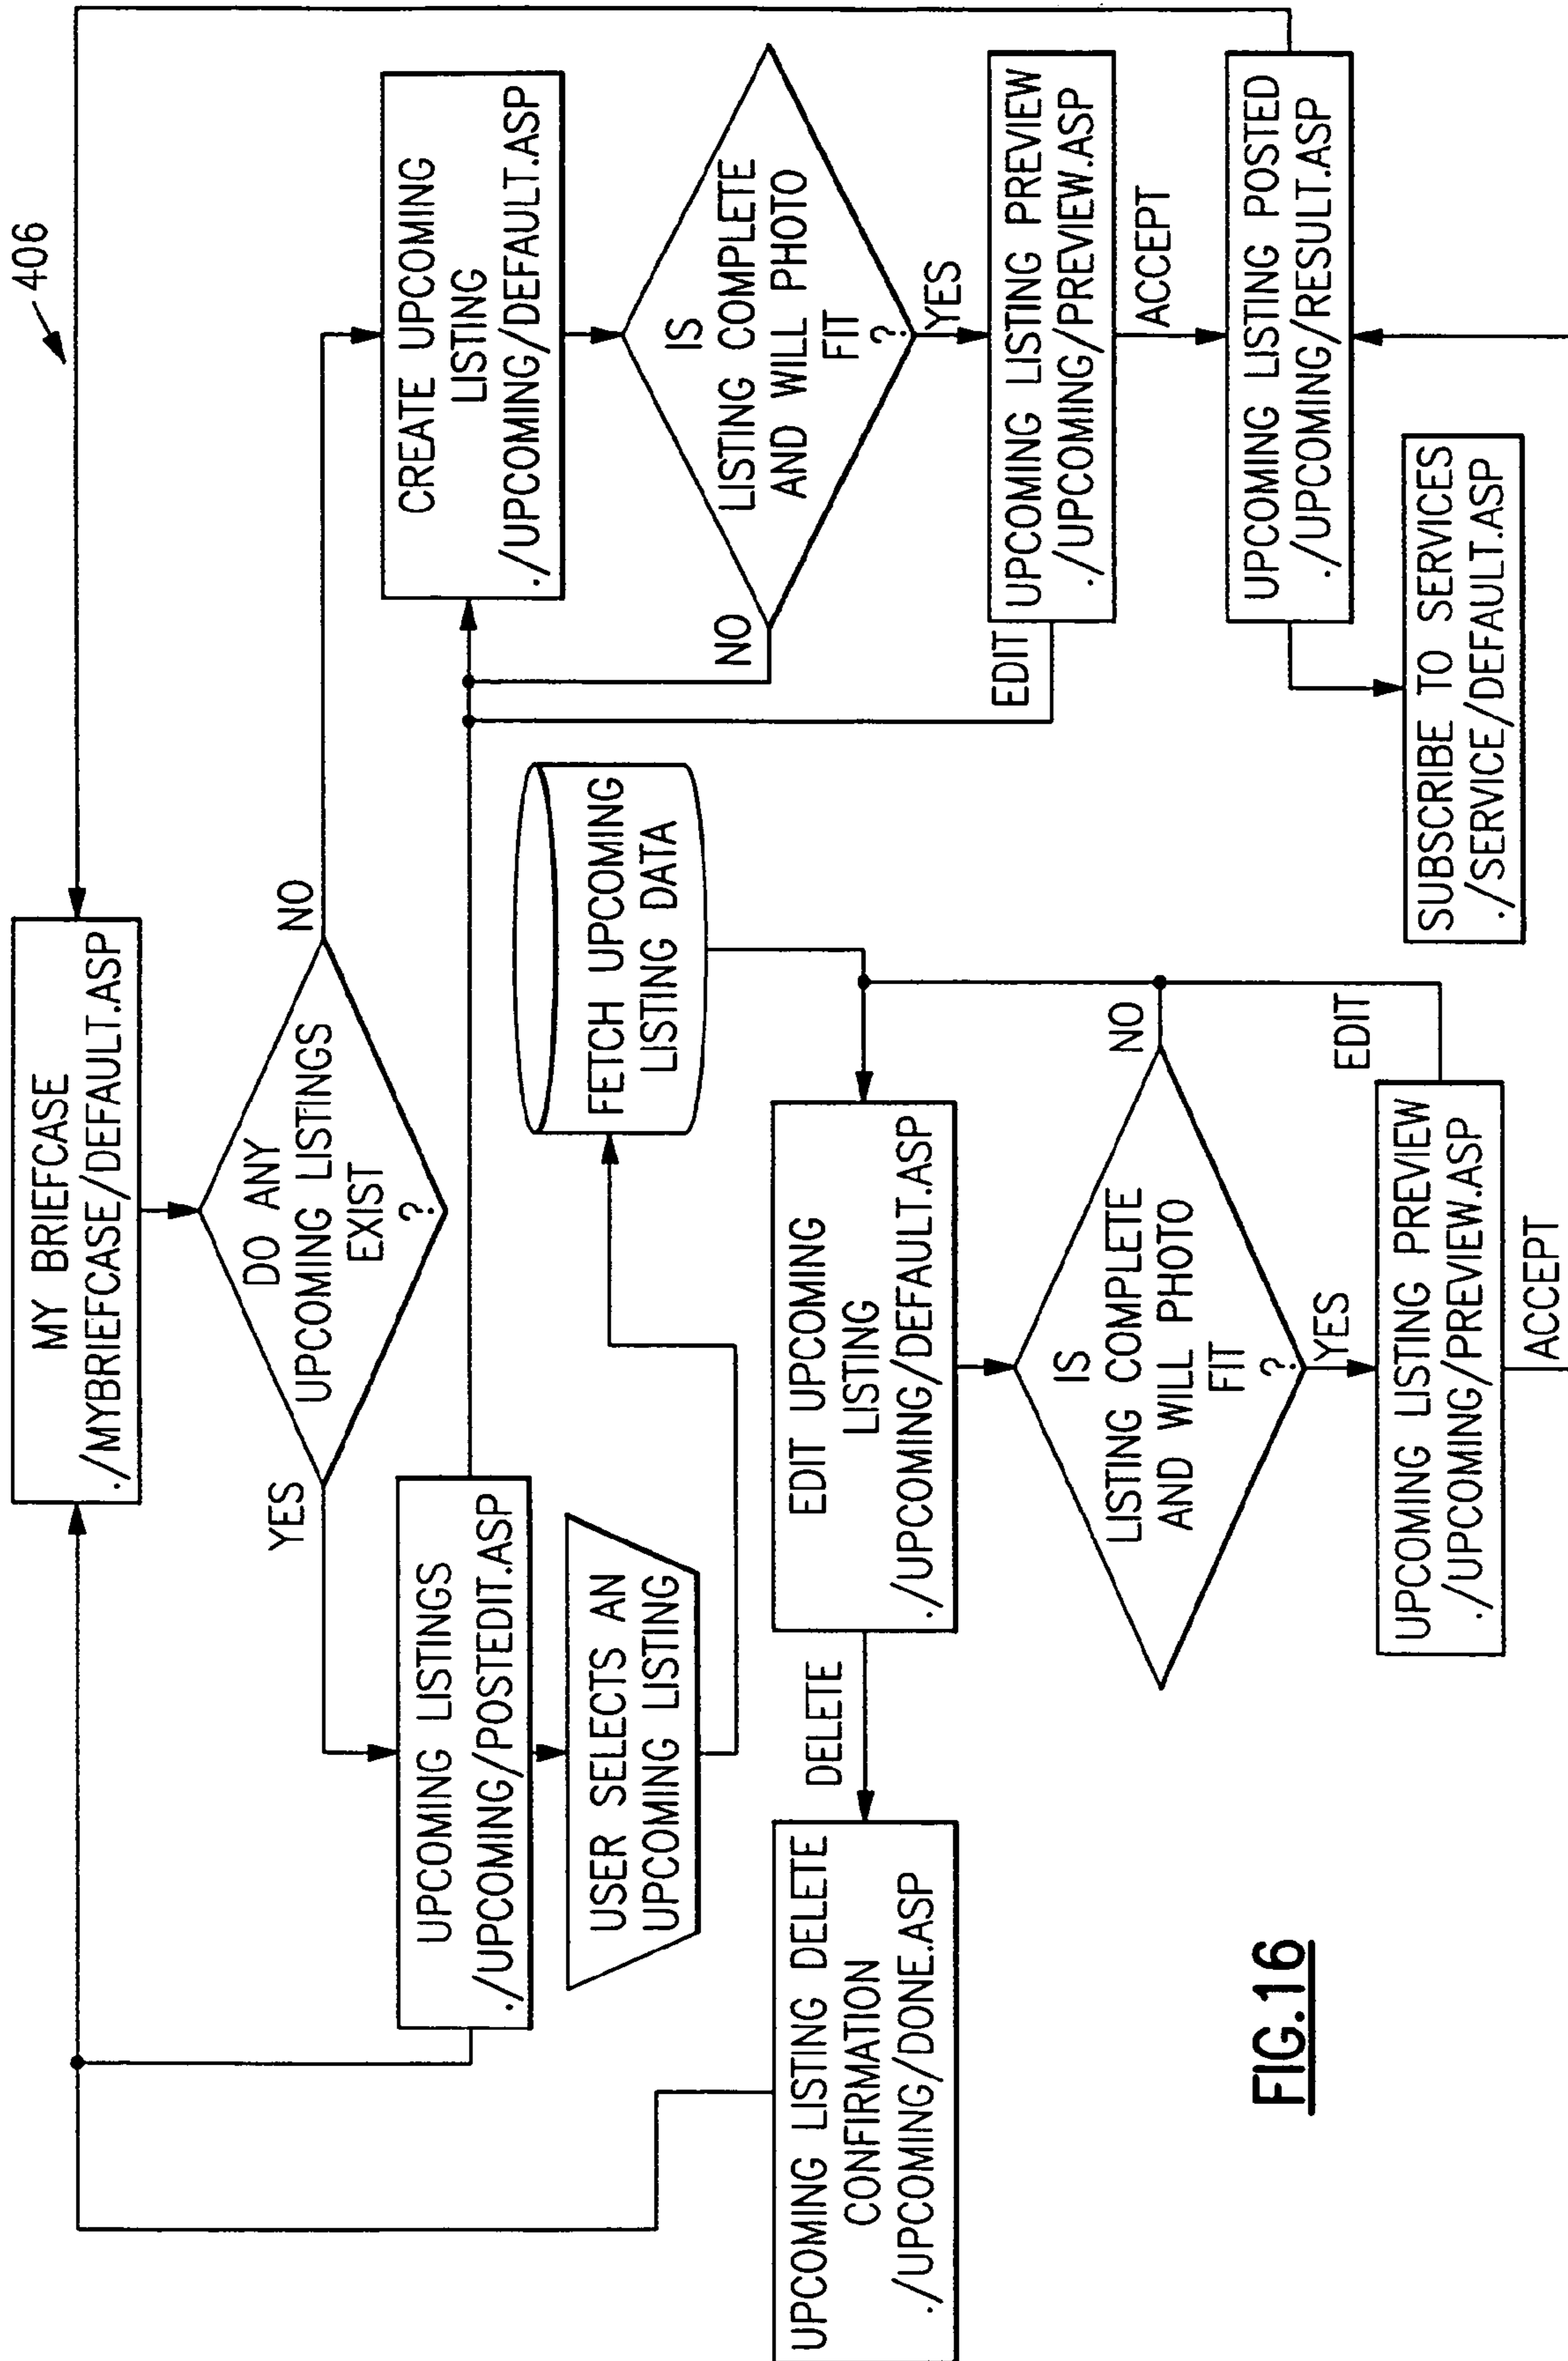 406
MY BRIEFCASE
./MYBRIEFCASE/DEFAULT.ASP
DO ANY
UPCOMING LISTINGS
EXIST
?
YES
NO
UPCOMING LISTINGS
./UPCOMING/POSTEDIT.ASP
USER SELECTS AN
UPCOMING LISTING
FETCH UPCOMING
LISTING DATA
CREATE UPCOMING
LISTING
./UPCOMING/DEFAULT.ASP
IS
LISTING COMPLETE
AND WILL PHOTO
FIT
?
NO
YES
EDIT
UPCOMING LISTING PREVIEW
./UPCOMING/PREVIEW.ASP
ACCEPT
UPCOMING LISTING POSTED
./UPCOMING/RESULT.ASP
SUBSCRIBE TO SERVICES
./SERVICE/DEFAULT.ASP
EDIT UPCOMING
LISTING
./UPCOMING/DEFAULT.ASP
DELETE
UPCOMING LISTING DELETE
CONFIRMATION
./UPCOMING/DONE.ASP
IS
LISTING COMPLETE
AND WILL PHOTO
FIT
?
NO
YES
EDIT
UPCOMING LISTING PREVIEW
./UPCOMING/PREVIEW.ASP
ACCEPT
FIG.16